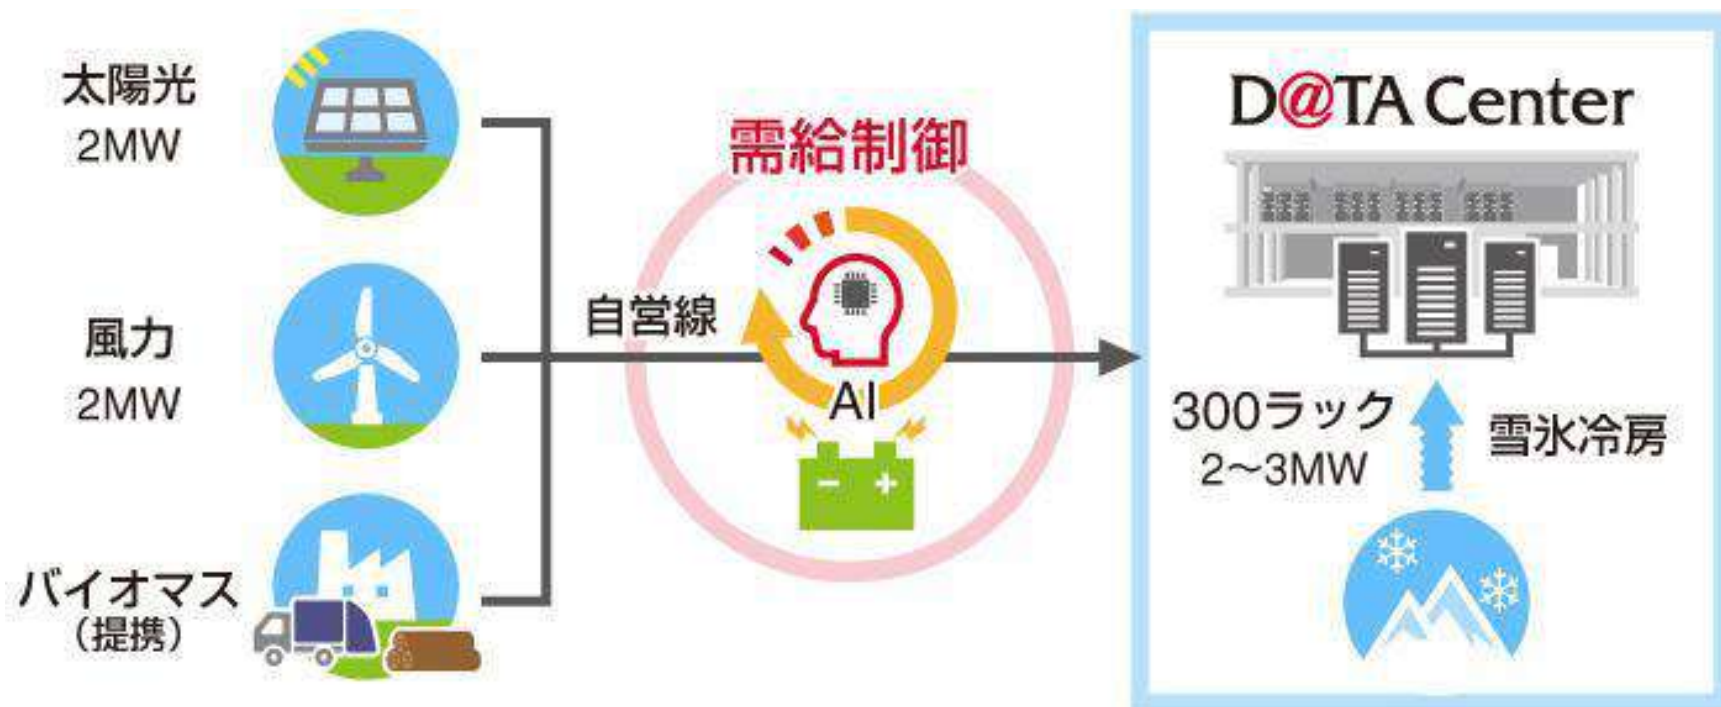 太陽光
2MW
風力
2MW
バイオマス
（提携）
自営線
需給制御
AI
− +
D@TA Center
300ラック
2〜3MW
雪氷冷房